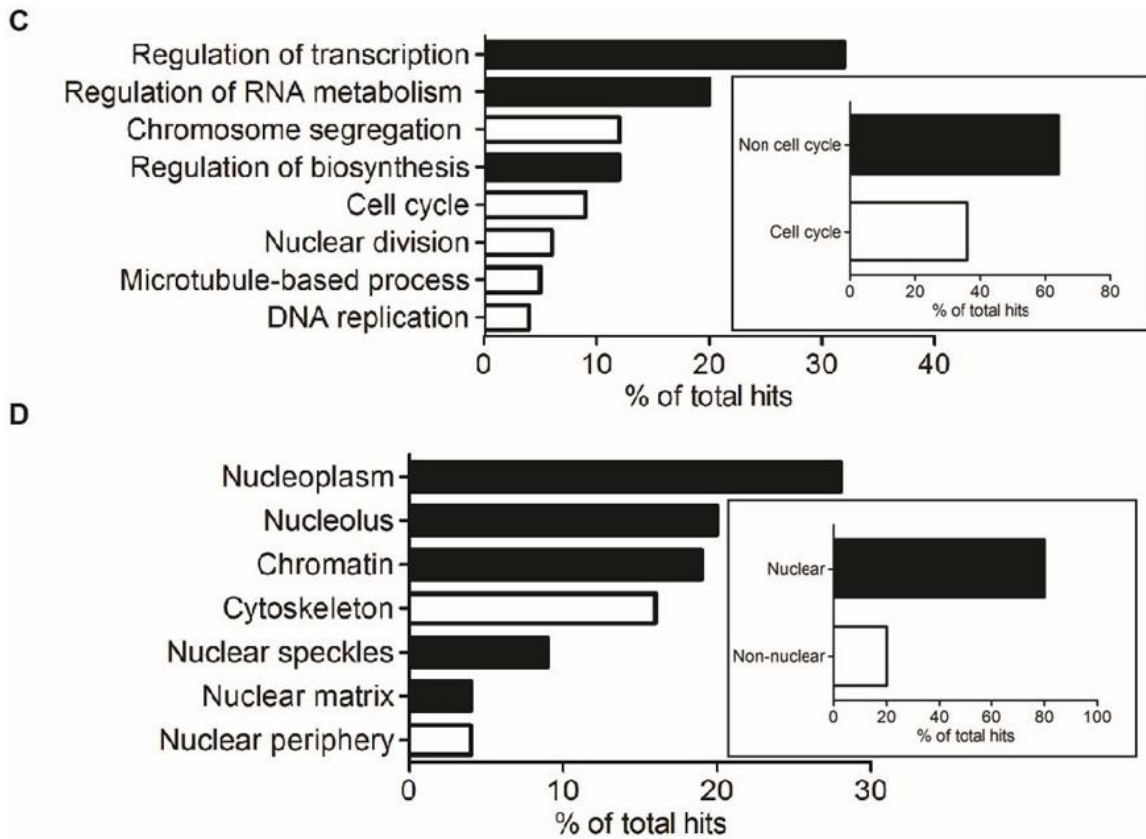 C
Regulation of transcription
Regulation of RNA metabolism
Chromosome segregation
Regulation of biosynthesis
Cell cycle
Nuclear division
Microtubule-based process
DNA replication
0 10 20 30 40
% of total hits
Non cell cycle
Cell cycle
0 20 40 60 80
% of total hits
D
Nucleoplasm
Nucleolus
Chromatin
Cytoskeleton
Nuclear speckles
Nuclear matrix
Nuclear periphery
0 10 20 30
% of total hits
Nuclear
Non-nuclear
0 20 40 60 80 100
% of total hits